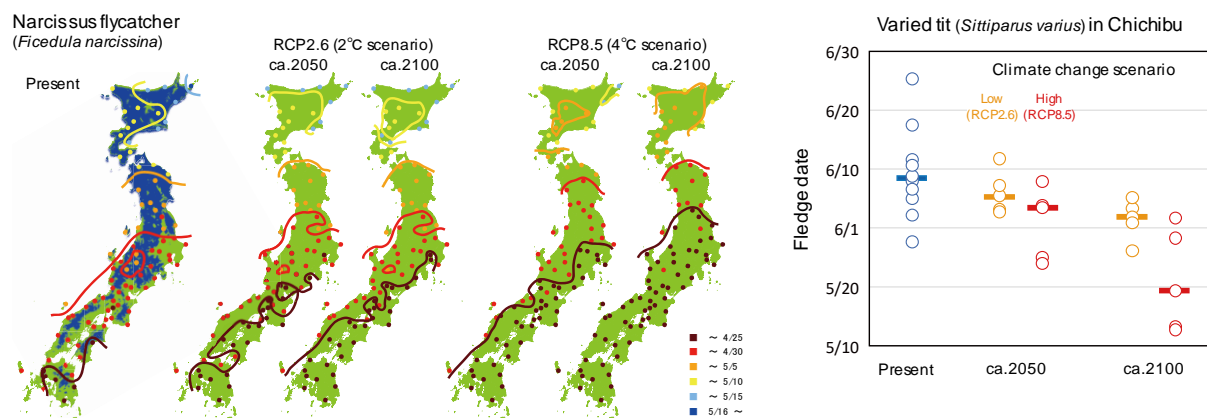 Narcissus flycatcher
(Ficedula narcissina)
Present
RCP2.6 (2℃ scenario)
ca.2050
ca.2100
RCP8.5 (4℃ scenario)
ca.2050
ca.2100
~ 4/25
~ 4/30
~ 5/5
~ 5/10
~ 5/15
5/16 ~
Varied tit (Sittiparus varius) in Chichibu
Fledge date
6/30
6/20
6/10
6/1
5/20
5/10
Climate change scenario
Low
(RCP2.6)
High
(RCP8.5)
Present
ca.2050
ca.2100